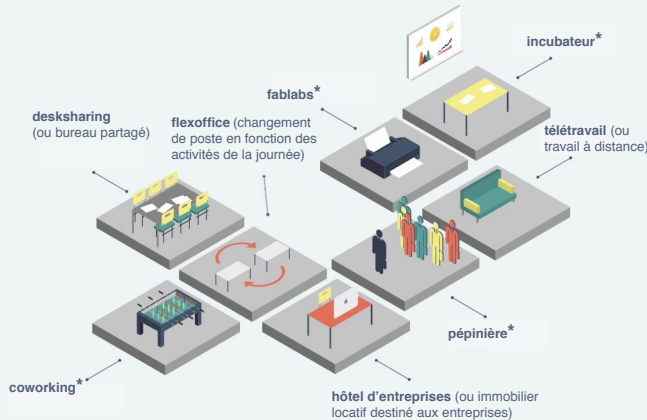 incubateur*
fablabs*
desksharing
(ou bureau partagé)
flexoffice (changement
de poste en fonction des
activités de la journée)
télétravail (ou
travail à distance)
pépinière*
coworking*
hôtel d’entreprises (ou immobilier
locatif destiné aux entreprises)